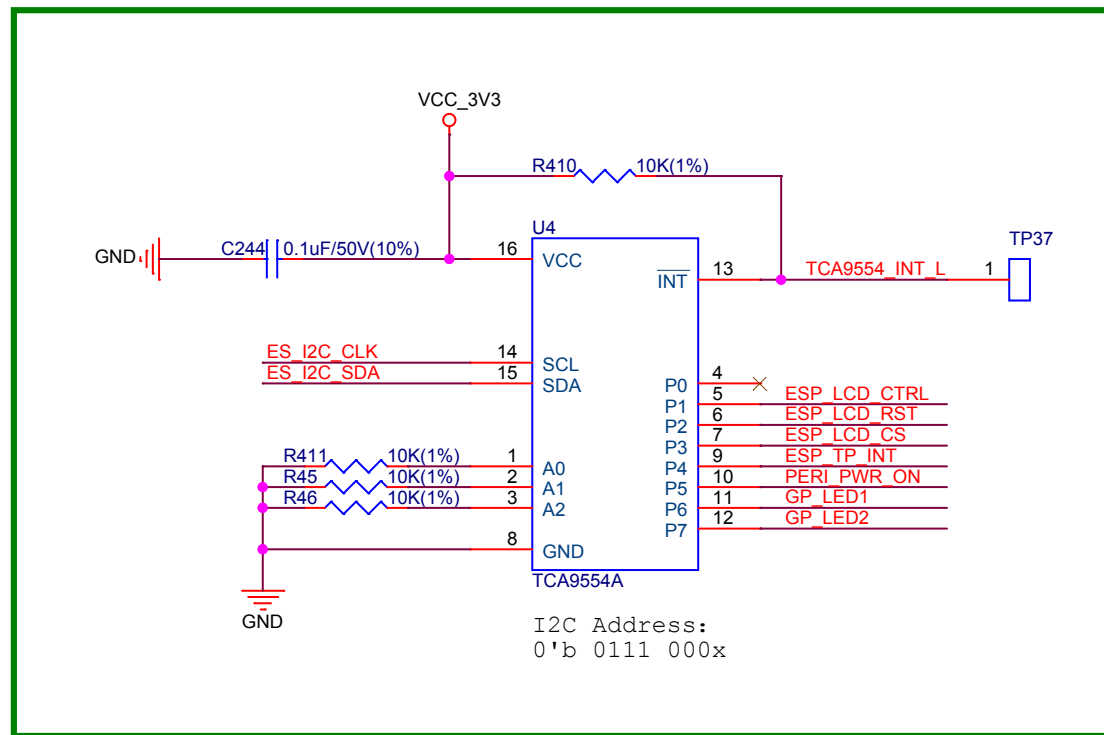 VCC_3V3
R410 10K(1%)
U4
GND C244 0.1uF/50V(10%) 16 VCC
TP37
INT 13 TCA9554_INT_L 1
ES_I2C_CLK 14 SCL
ES_I2C_SDA 15 SDA
P0 4
P1 5 ESP_LCD_CTRL
P2 6 ESP_LCD_RST
P3 7 ESP_LCD_CS
P4 9 ESP_TP_INT
P5 10 PERI_PWR_ON
P6 11 GP_LED1
P7 12 GP_LED2
R411 10K(1%) 1 A0
R45 10K(1%) 2 A1
R46 10K(1%) 3 A2
8 GND
TCA9554A
GND
I2C Address:
0'b 0111 000x